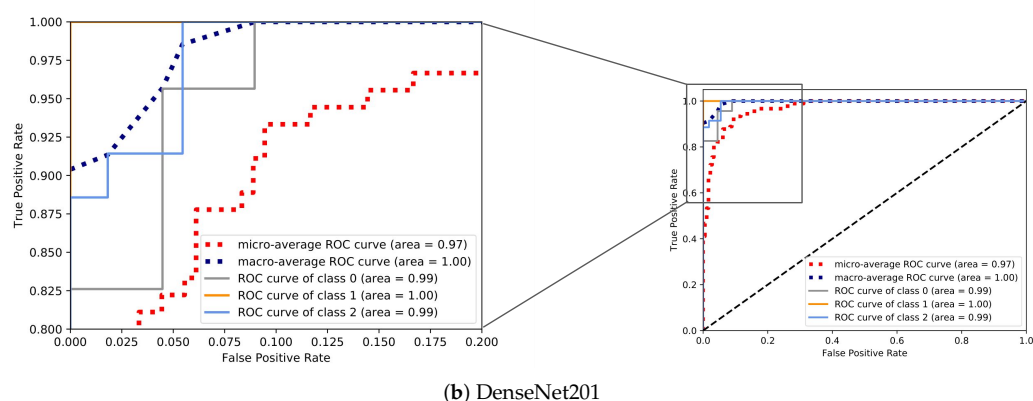 1.000
0.975
0.950
0.925
0.900
0.875
0.850
0.825
0.800
True Positive Rate
0.000 0.025 0.050 0.075 0.100 0.125 0.150 0.175 0.200
False Positive Rate
micro-average ROC curve (area = 0.97)
macro-average ROC curve (area = 1.00)
ROC curve of class 0 (area = 0.99)
ROC curve of class 1 (area = 1.00)
ROC curve of class 2 (area = 0.99)
1.0
0.8
0.6
0.4
0.2
0.0
True Positive Rate
0.0 0.2 0.4 0.6 0.8 1.0
False Positive Rate
micro-average ROC curve (area = 0.97)
macro-average ROC curve (area = 1.00)
ROC curve of class 0 (area = 0.99)
ROC curve of class 1 (area = 1.00)
ROC curve of class 2 (area = 0.99)
(b) DenseNet201